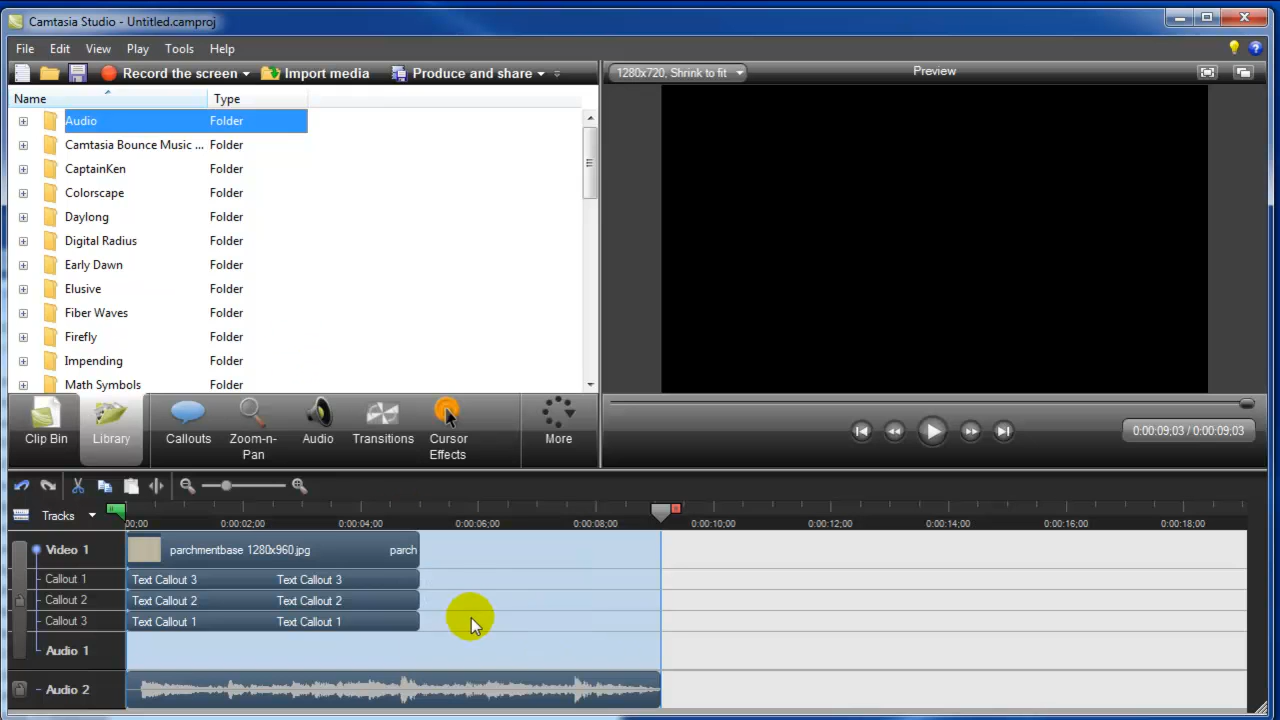 Camtasia Studio - Untitled.camproj
File Edit View Play Tools Help
Record the screen Import media Produce and share
1280x720, Shrink to fit Preview
Name Type
Audio Folder
Camtasia Bounce Music ... Folder
CaptainKen Folder
Colorscape Folder
Daylong Folder
Digital Radius Folder
Early Dawn Folder
Elusive Folder
Fiber Waves Folder
Firefly Folder
Impending Folder
Math Symbols Folder
Clip Bin Library Callouts Zoom-n-Pan Audio Transitions Cursor Effects More
0:00:09;03 / 0:00:09;03
Tracks 00;00 0:00:02;00 0:00:04;00 0:00:06;00 0:00:08;00 0:00:10;00 0:00:12;00 0:00:14;00 0:00:16;00 0:00:18;00
Video 1 parchmentbase 1280x960.jpg parch
Callout 1 Text Callout 3 Text Callout 3
Callout 2 Text Callout 2 Text Callout 2
Callout 3 Text Callout 1 Text Callout 1
Audio 1
Audio 2